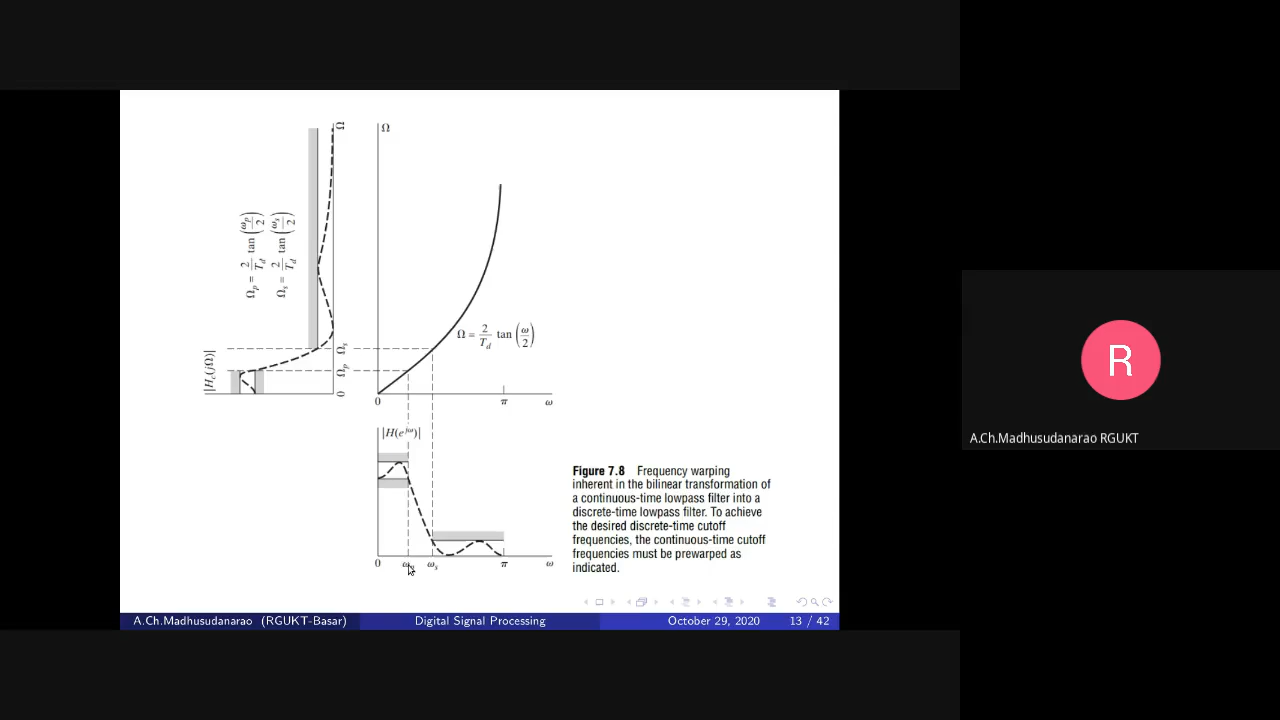 |H_c(jΩ)|
Ω_p = 2/T_d tan (ω_p/2)
Ω_s = 2/T_d tan (ω_s/2)
0
Ω_p
Ω_s
Ω
Ω
Ω = 2/T_d tan (ω/2)
0
π
ω
|H(e^{jω})|
0
ω_s
π
ω
Figure 7.8 Frequency warping
inherent in the bilinear transformation of
a continuous-time lowpass filter into a
discrete-time lowpass filter. To achieve
the desired discrete-time cutoff
frequencies, the continuous-time cutoff
frequencies must be prewarped as
indicated.
A.Ch.Madhusudanarao (RGUKT-Basar)
Digital Signal Processing
October 29, 2020
13 / 42
R
A.Ch.Madhusudanarao RGUKT